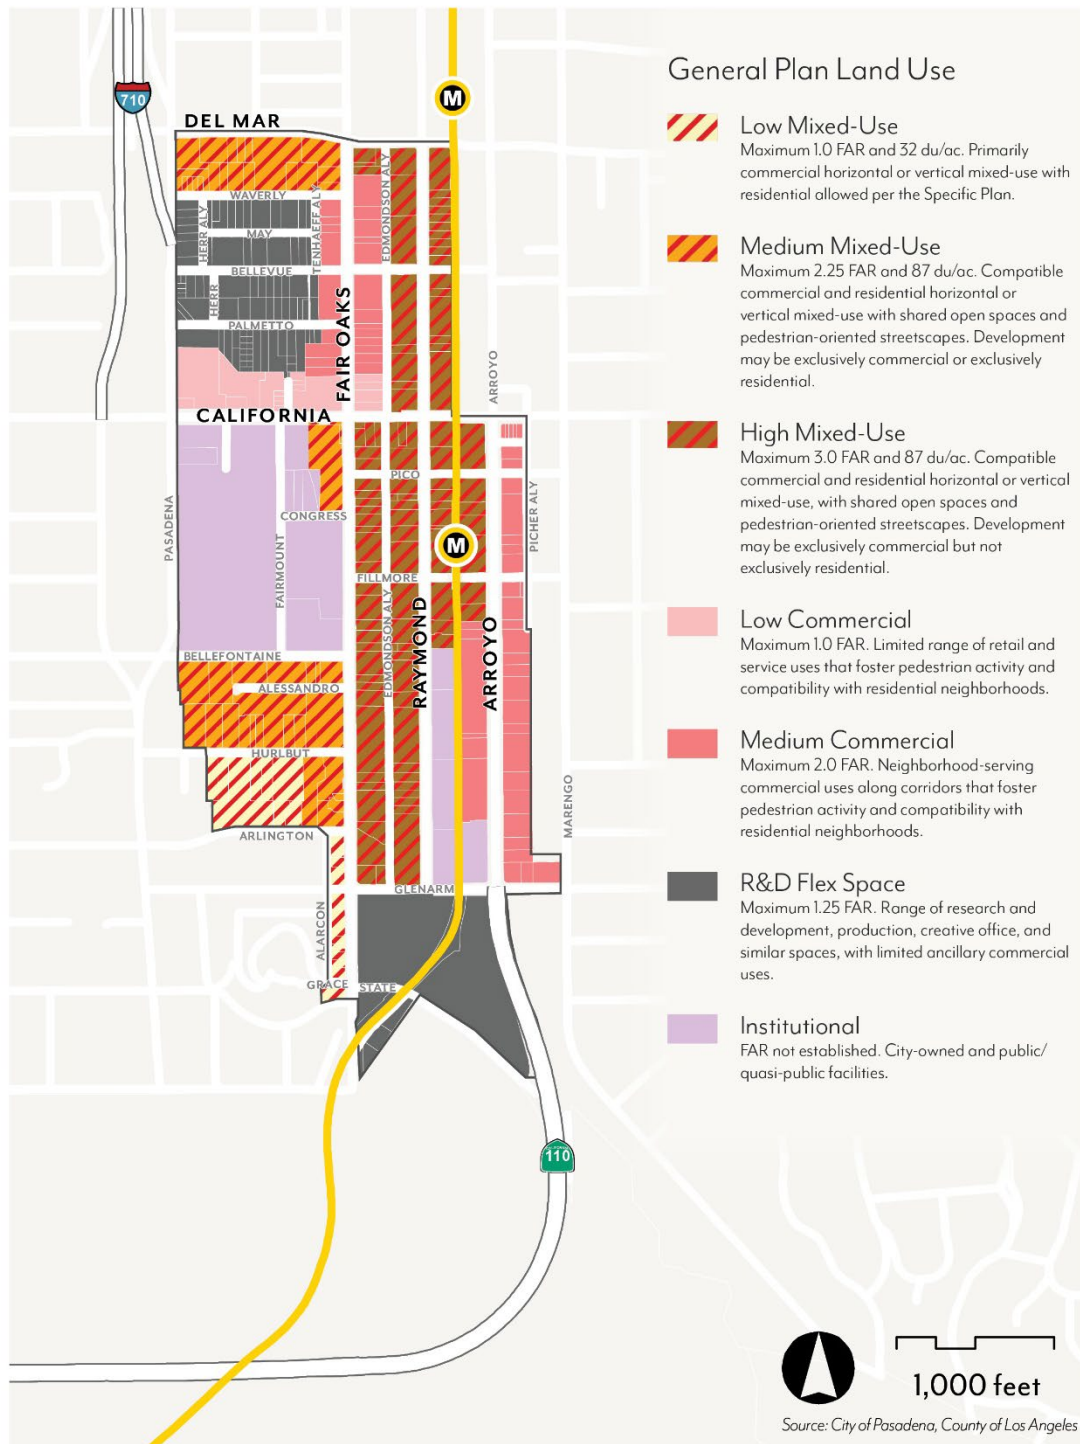 710
M
DEL MAR
WAVERLY
HERR ALY
MAY
TENHAEFF ALY
EDMONDSON ALY
BELLEVUE
HERR
PALMETTO
FAIR OAKS
ARROYO
CALIFORNIA
PICO
PASADENA
CONGRESS
PICHER ALY
M
FAIRMOUNT
FILLMORE
EDMONDSON ALY
RAYMOND
ARROYO
BELLEFONTAINE
ALESSANDRO
HURLBUT
MARENGO
ARLINGTON
GLENARM
ALARCON
GRACE
STATE
110
General Plan Land Use
Low Mixed-Use
Maximum 1.0 FAR and 32 du/ac. Primarily
commercial horizontal or vertical mixed-use with
residential allowed per the Specific Plan.
Medium Mixed-Use
Maximum 2.25 FAR and 87 du/ac. Compatible
commercial and residential horizontal or
vertical mixed-use with shared open spaces and
pedestrian-oriented streetscapes. Development
may be exclusively commercial or exclusively
residential.
High Mixed-Use
Maximum 3.0 FAR and 87 du/ac. Compatible
commercial and residential horizontal or vertical
mixed-use, with shared open spaces and
pedestrian-oriented streetscapes. Development
may be exclusively commercial but not
exclusively residential.
Low Commercial
Maximum 1.0 FAR. Limited range of retail and
service uses that foster pedestrian activity and
compatibility with residential neighborhoods.
Medium Commercial
Maximum 2.0 FAR. Neighborhood-serving
commercial uses along corridors that foster
pedestrian activity and compatibility with
residential neighborhoods.
R&D Flex Space
Maximum 1.25 FAR. Range of research and
development, production, creative office, and
similar spaces, with limited ancillary commercial
uses.
Institutional
FAR not established. City-owned and public/
quasi-public facilities.
1,000 feet
Source: City of Pasadena, County of Los Angeles